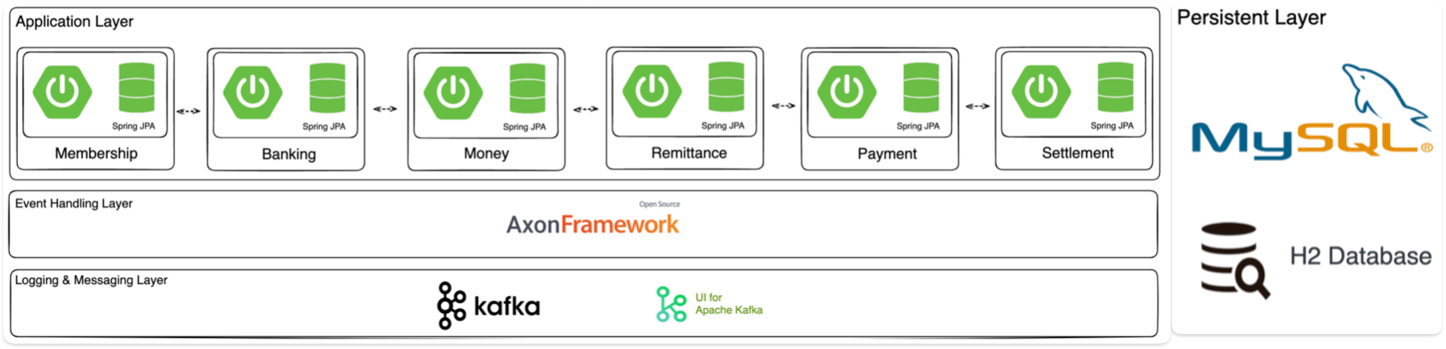 Application Layer
Spring JPA
Membership
Spring JPA
Banking
Spring JPA
Money
Spring JPA
Remittance
Spring JPA
Payment
Spring JPA
Settlement
Event Handling Layer
Open Source
AxonFramework
Logging & Messaging Layer
kafka
UI for
Apache Kafka
Persistent Layer
MySQL®
H2 Database